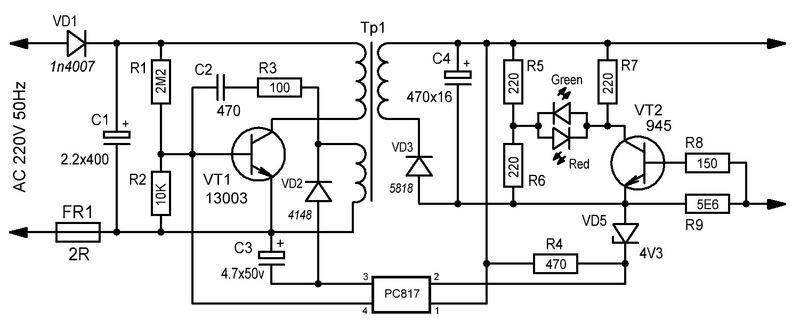 AC 220V 50Hz
VD1
1n4007
FR1
2R
C1
2.2x400
R1
2M2
R2
10K
C2
470
R3
100
VT1
13003
VD2
4148
C3
4.7x50v
Tp1
VD3
5818
C4
470x16
3
4
PC817
2
1
R5
220
R6
220
Green
Red
R7
220
VT2
945
R8
150
5E6
R9
VD5
4V3
R4
470